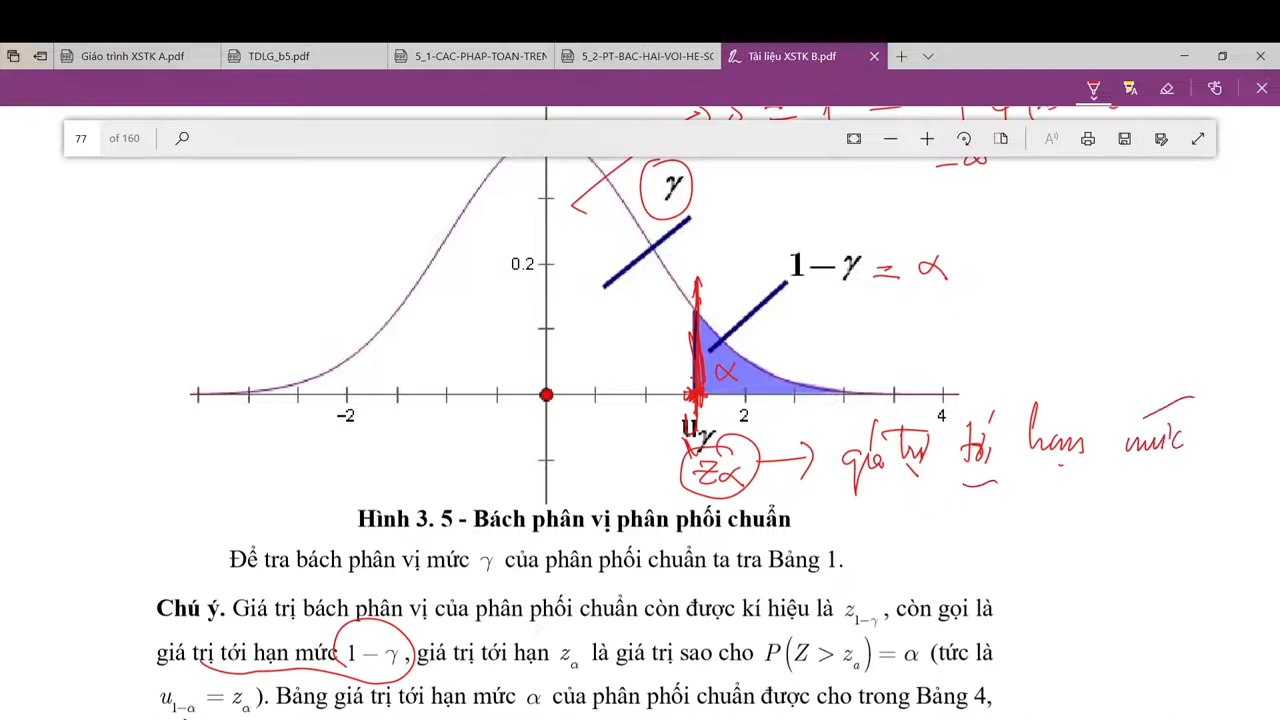 Giáo trình XSTK A.pdf
TDLG_b5.pdf
5_1-CAC-PHAP-TOAN-TREN
5_2-PT-BAC-HAI-VOI-HE-SC
Tài liệu XSTK B.pdf
77 of 160
-∞
γ
0.2
1 – γ = α
α
-2
2
4
uγ
zα → giá trị tới hạn mức
Hình 3. 5 - Bách phân vị phân phối chuẩn
Để tra bách phân vị mức γ của phân phối chuẩn ta tra Bảng 1.
Chú ý. Giá trị bách phân vị của phân phối chuẩn còn được kí hiệu là z₁₋γ, còn gọi là
giá trị tới hạn mức 1 − γ, giá trị tới hạn zα là giá trị sao cho P(Z > zₐ) = α (tức là
u₁₋α = zα). Bảng giá trị tới hạn mức α của phân phối chuẩn được cho trong Bảng 4,